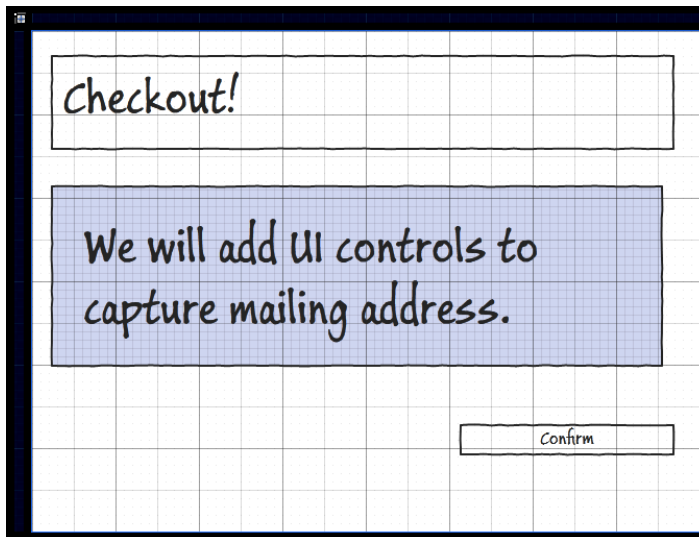 Checkout!
We will add UI controls to
capture mailing address.
Confirm